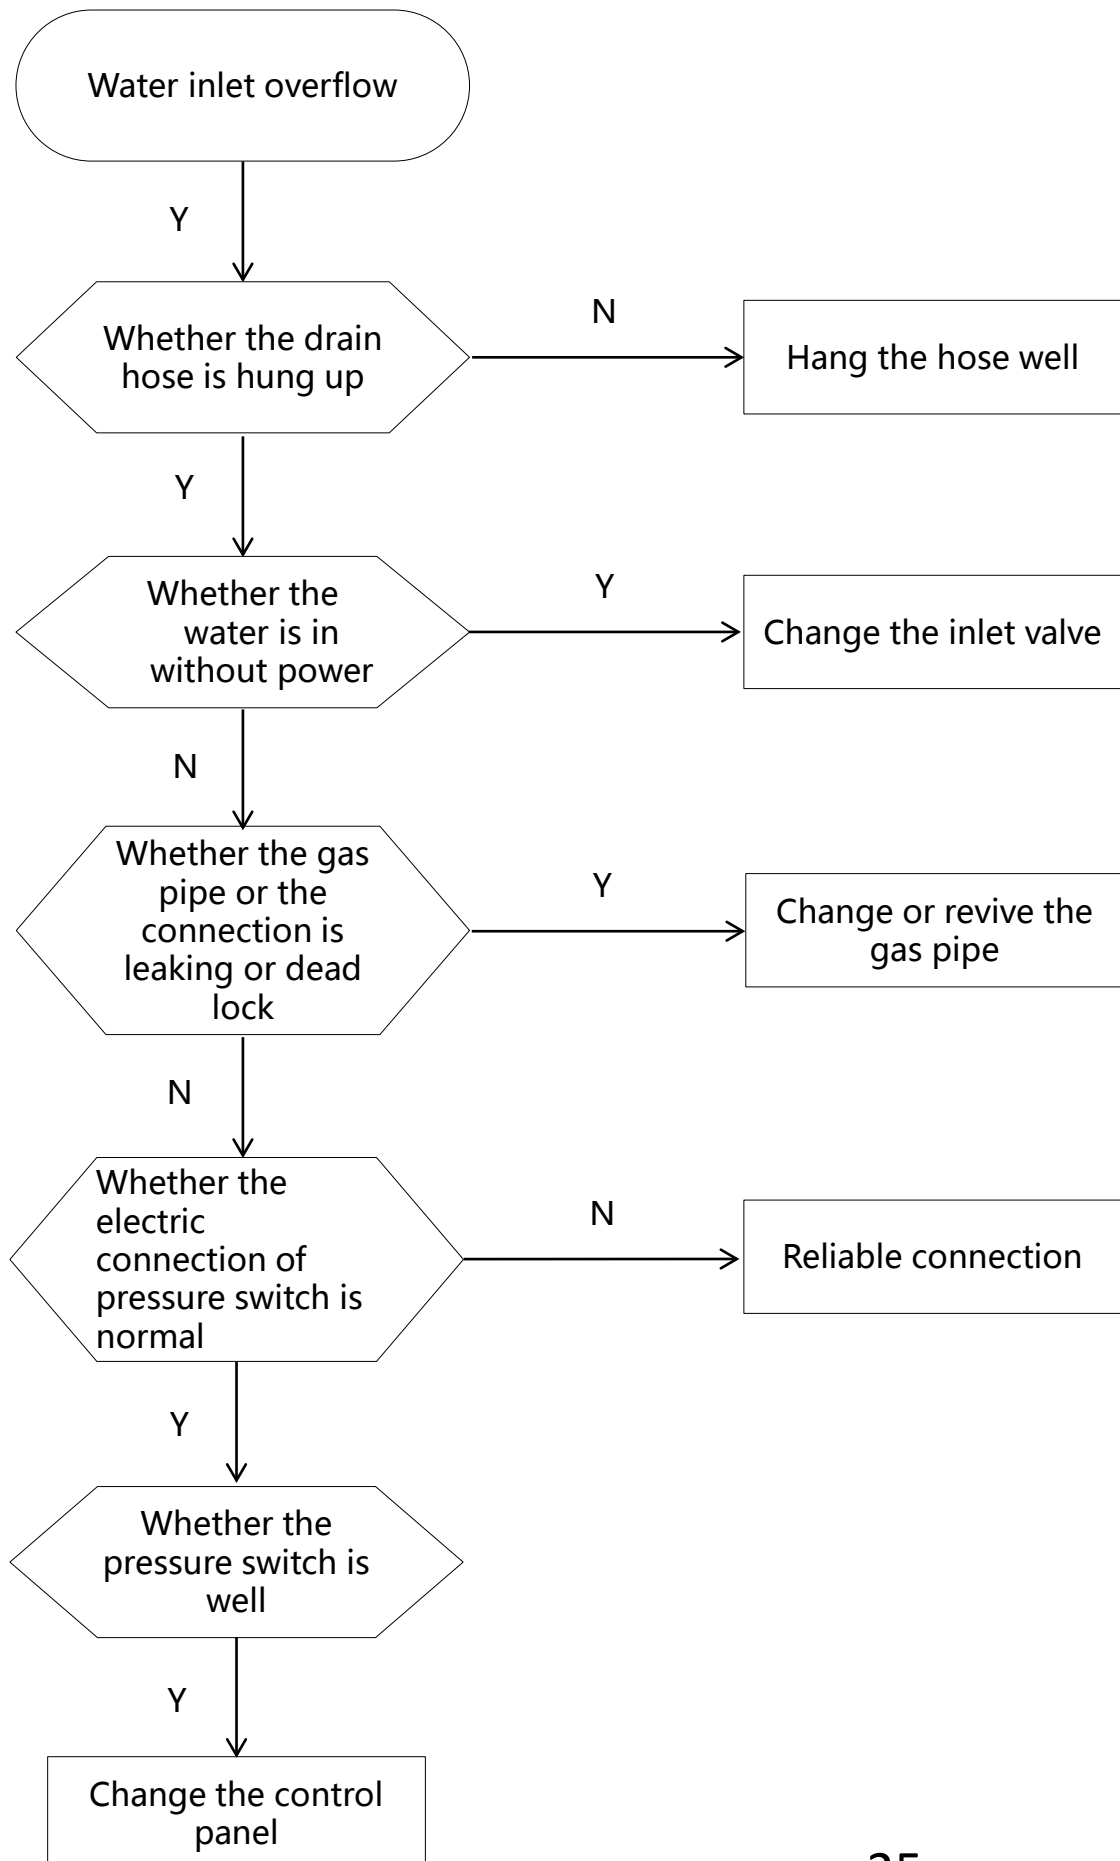 Water inlet overflow
Y
Whether the drain
hose is hung up
N
Hang the hose well
Y
Whether the
water is in
without power
Y
Change the inlet valve
N
Whether the gas
pipe or the
connection is
leaking or dead
lock
Y
Change or revive the
gas pipe
N
Whether the
electric
connection of
pressure switch is
normal
N
Reliable connection
Y
Whether the
pressure switch is
well
Y
Change the control
panel